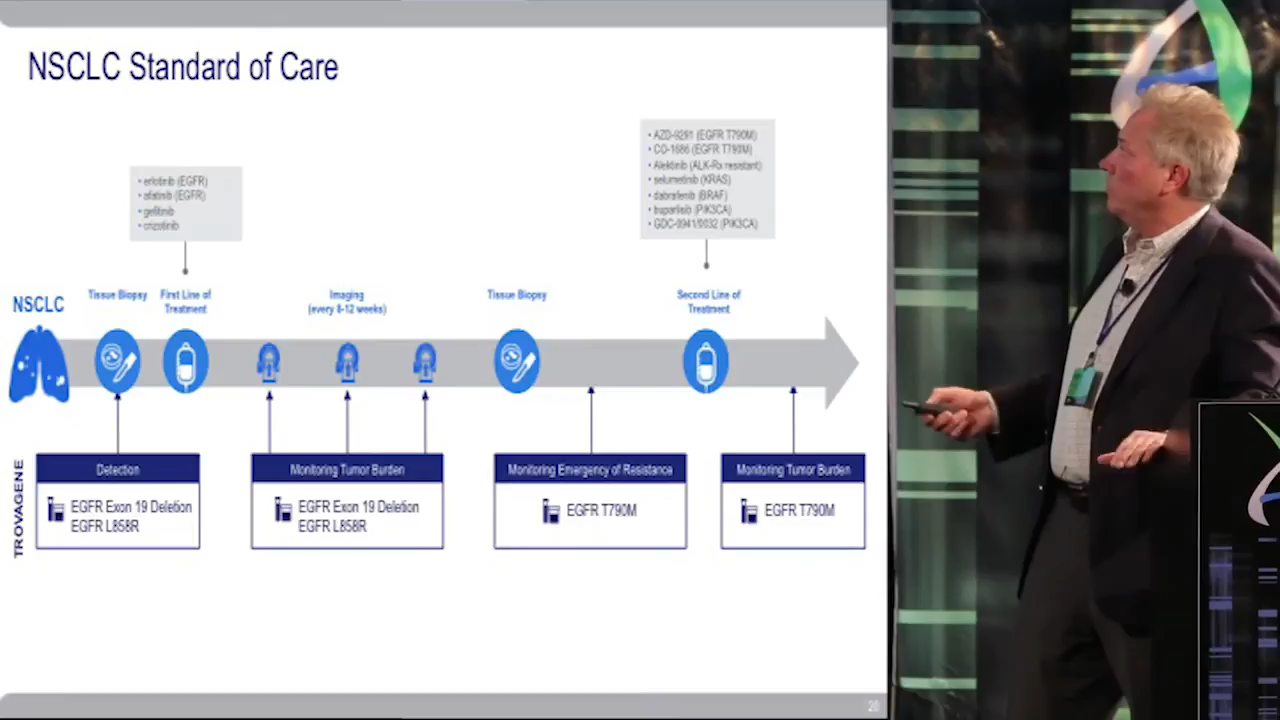 NSCLC Standard of Care
• erlotinib (EGFR)
• afatinib (EGFR)
• gefitinib
• crizotinib
• AZD-9291 (EGFR T790M)
• CO-1686 (EGFR T790M)
• Alektinib (ALK-Rx resistant)
• selumetinib (KRAS)
• dabrafenib (BRAF)
• buparlisib (PIK3CA)
• GDC-0941/0032 (PIK3CA)
NSCLC
Tissue Biopsy
First Line of
Treatment
Imaging
(every 8-12 weeks)
Tissue Biopsy
Second Line of
Treatment
TROVAGENE
Detection
EGFR Exon 19 Deletion
EGFR L858R
Monitoring Tumor Burden
EGFR Exon 19 Deletion
EGFR L858R
Monitoring Emergency of Resistance
EGFR T790M
Monitoring Tumor Burden
EGFR T790M
20